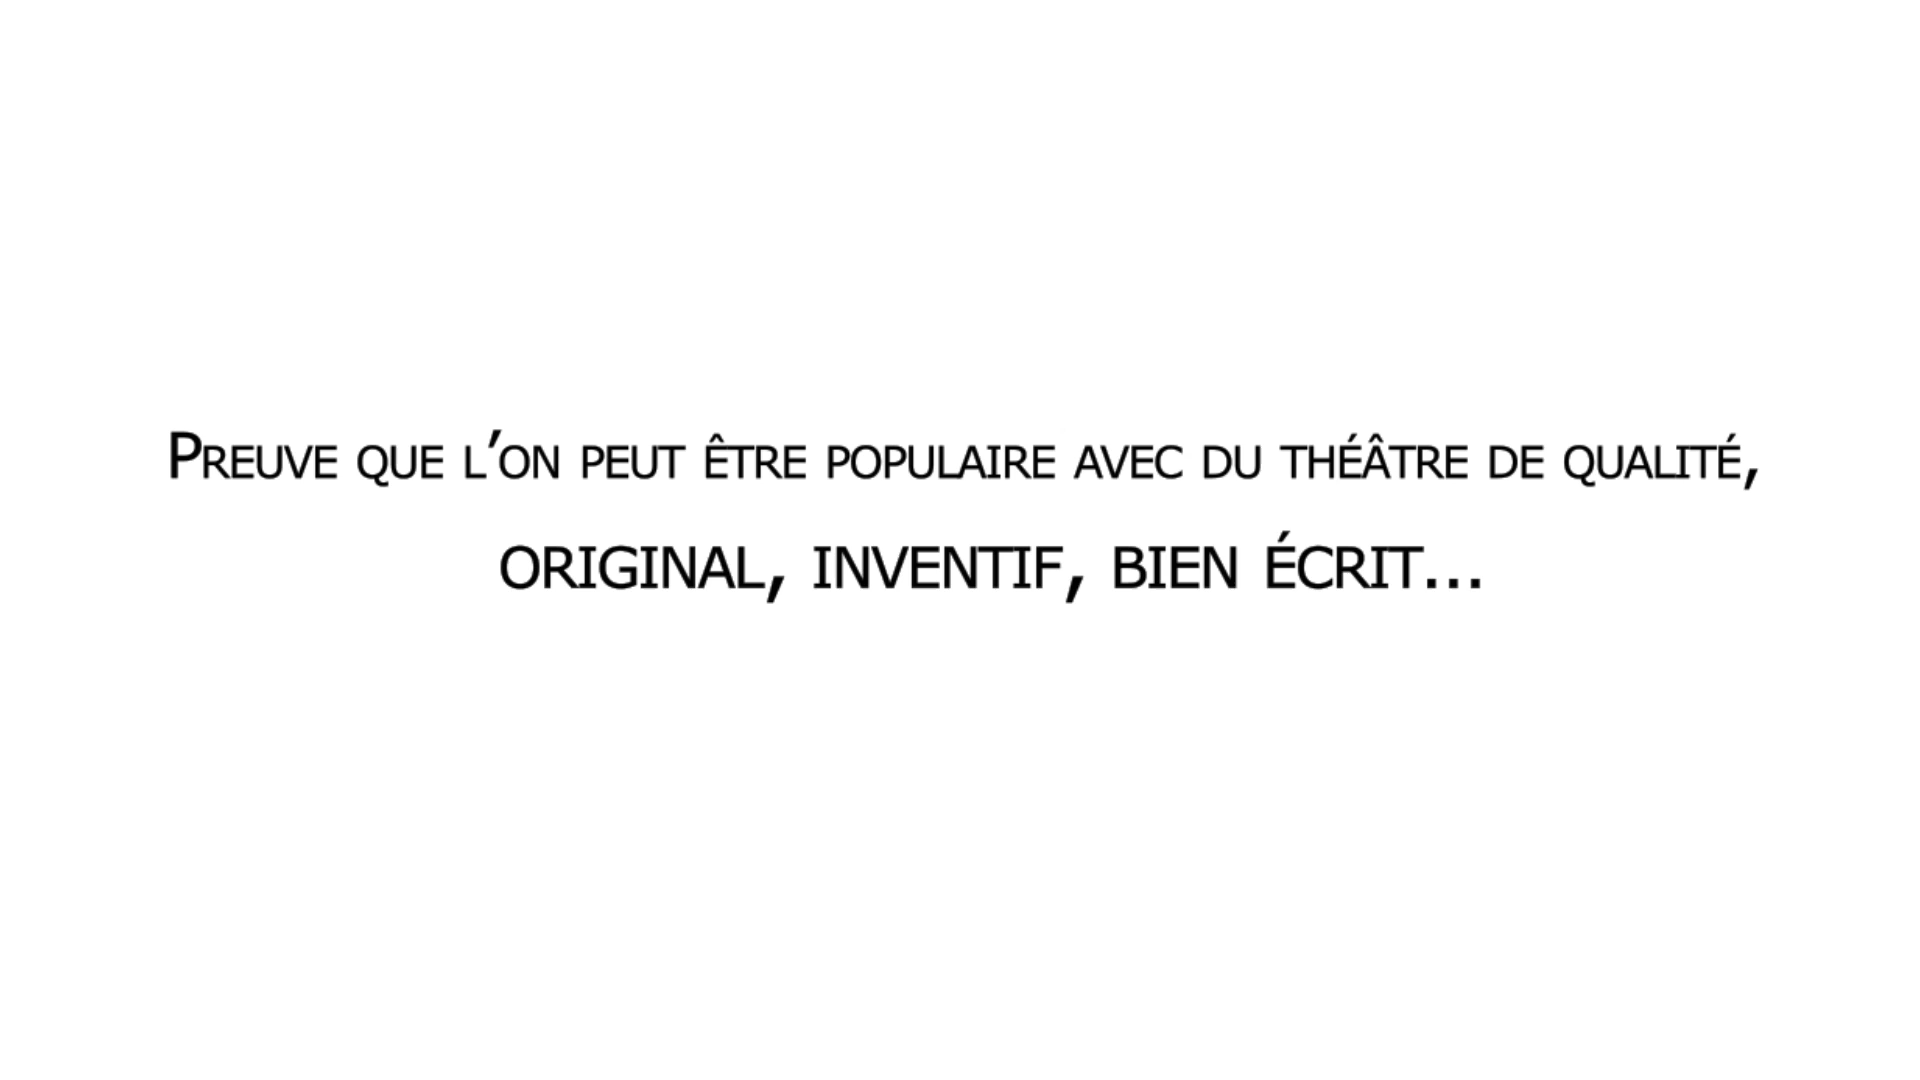 Preuve que l’on peut être populaire avec du théâtre de qualité,
original, inventif, bien écrit...